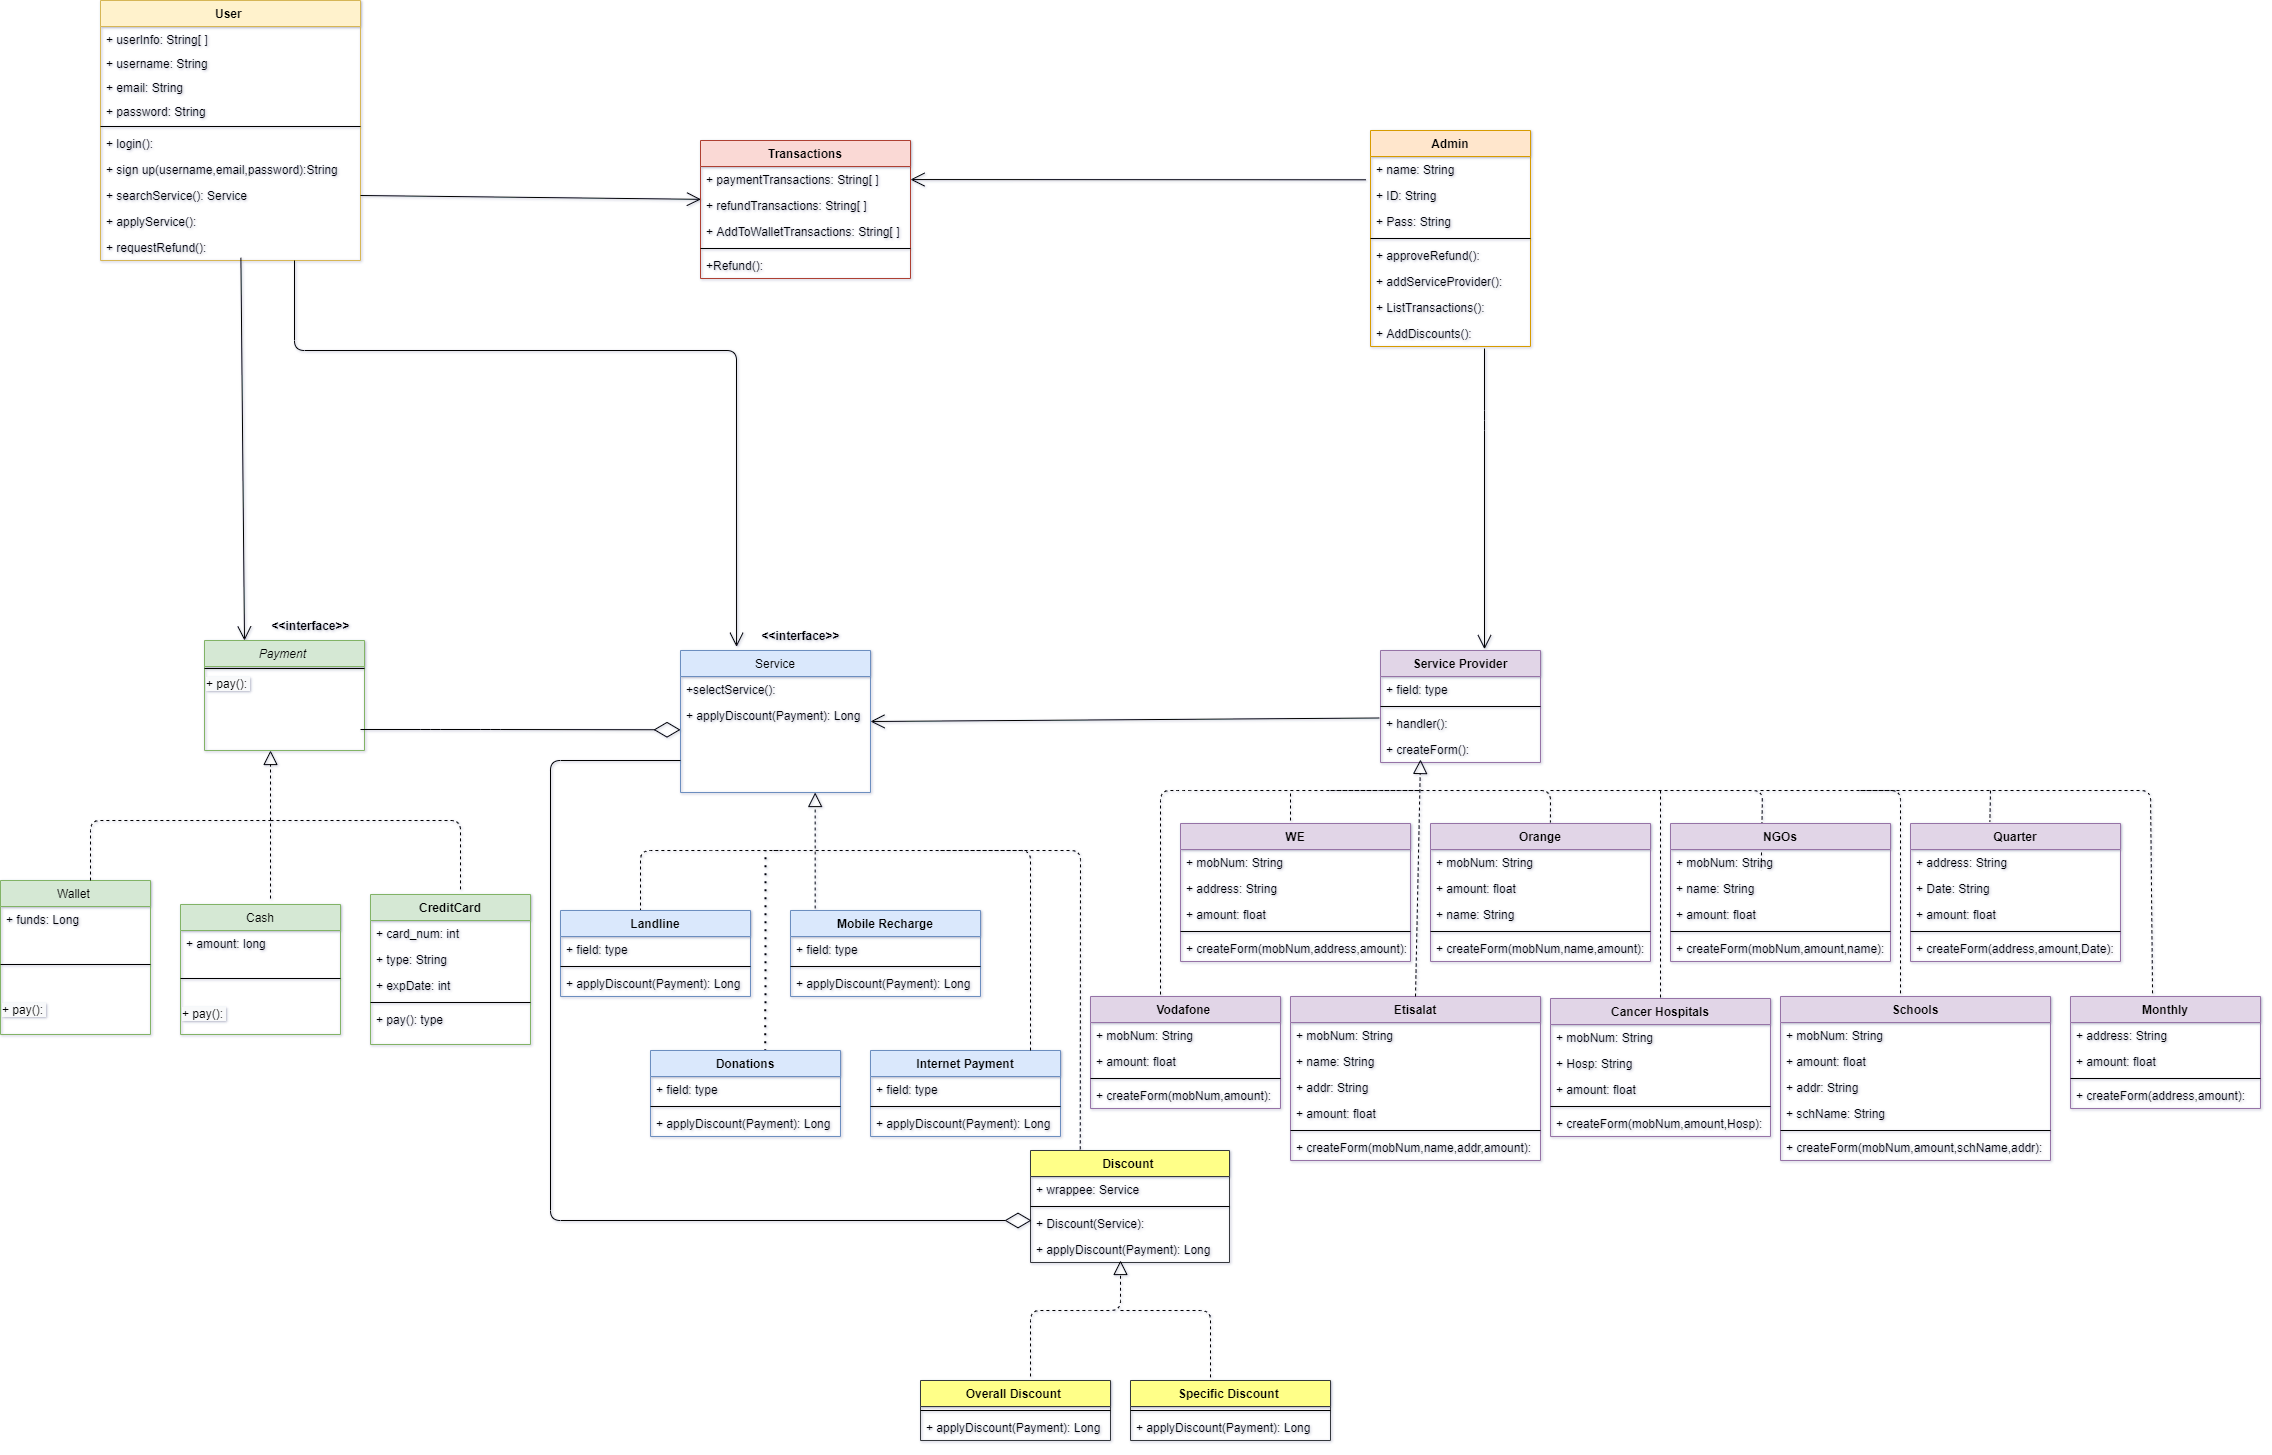 User
+ userInfo: String[ ]
+ username: String
+ email: String
+ password: String
+ login():
+ sign up(username,email,password):String
+ searchService(): Service
+ applyService():
+ requestRefund():
Transactions
+ paymentTransactions: String[ ]
+ refundTransactions: String[ ]
+ AddToWalletTransactions: String[ ]
+Refund():
Admin
+ name: String
+ ID: String
+ Pass: String
+ approveRefund():
+ addServiceProvider():
+ ListTransactions():
+ AddDiscounts():
<<interface>>
Payment
+ pay():
<<interface>>
Service
+selectService():
+ applyDiscount(Payment): Long
Service Provider
+ field: type
+ handler():
+ createForm():
Wallet
+ funds: Long
+ pay():
Cash
+ amount: long
+ pay():
CreditCard
+ card_num: int
+ type: String
+ expDate: int
+ pay(): type
Landline
+ field: type
+ applyDiscount(Payment): Long
Mobile Recharge
+ field: type
+ applyDiscount(Payment): Long
Donations
+ field: type
+ applyDiscount(Payment): Long
Internet Payment
+ field: type
+ applyDiscount(Payment): Long
WE
+ mobNum: String
+ address: String
+ amount: float
+ createForm(mobNum,address,amount):
Orange
+ mobNum: String
+ amount: float
+ name: String
+ createForm(mobNum,name,amount):
NGOs
+ mobNum: String
+ name: String
+ amount: float
+ createForm(mobNum,amount,name):
Quarter
+ address: String
+ Date: String
+ amount: float
+ createForm(address,amount,Date):
Vodafone
+ mobNum: String
+ amount: float
+ createForm(mobNum,amount):
Etisalat
+ mobNum: String
+ name: String
+ addr: String
+ amount: float
+ createForm(mobNum,name,addr,amount):
Cancer Hospitals
+ mobNum: String
+ Hosp: String
+ amount: float
+ createForm(mobNum,amount,Hosp):
Schools
+ mobNum: String
+ amount: float
+ addr: String
+ schName: String
+ createForm(mobNum,amount,schName,addr):
Monthly
+ address: String
+ amount: float
+ createForm(address,amount):
Discount
+ wrappee: Service
+ Discount(Service):
+ applyDiscount(Payment): Long
Overall Discount
+ applyDiscount(Payment): Long
Specific Discount
+ applyDiscount(Payment): Long